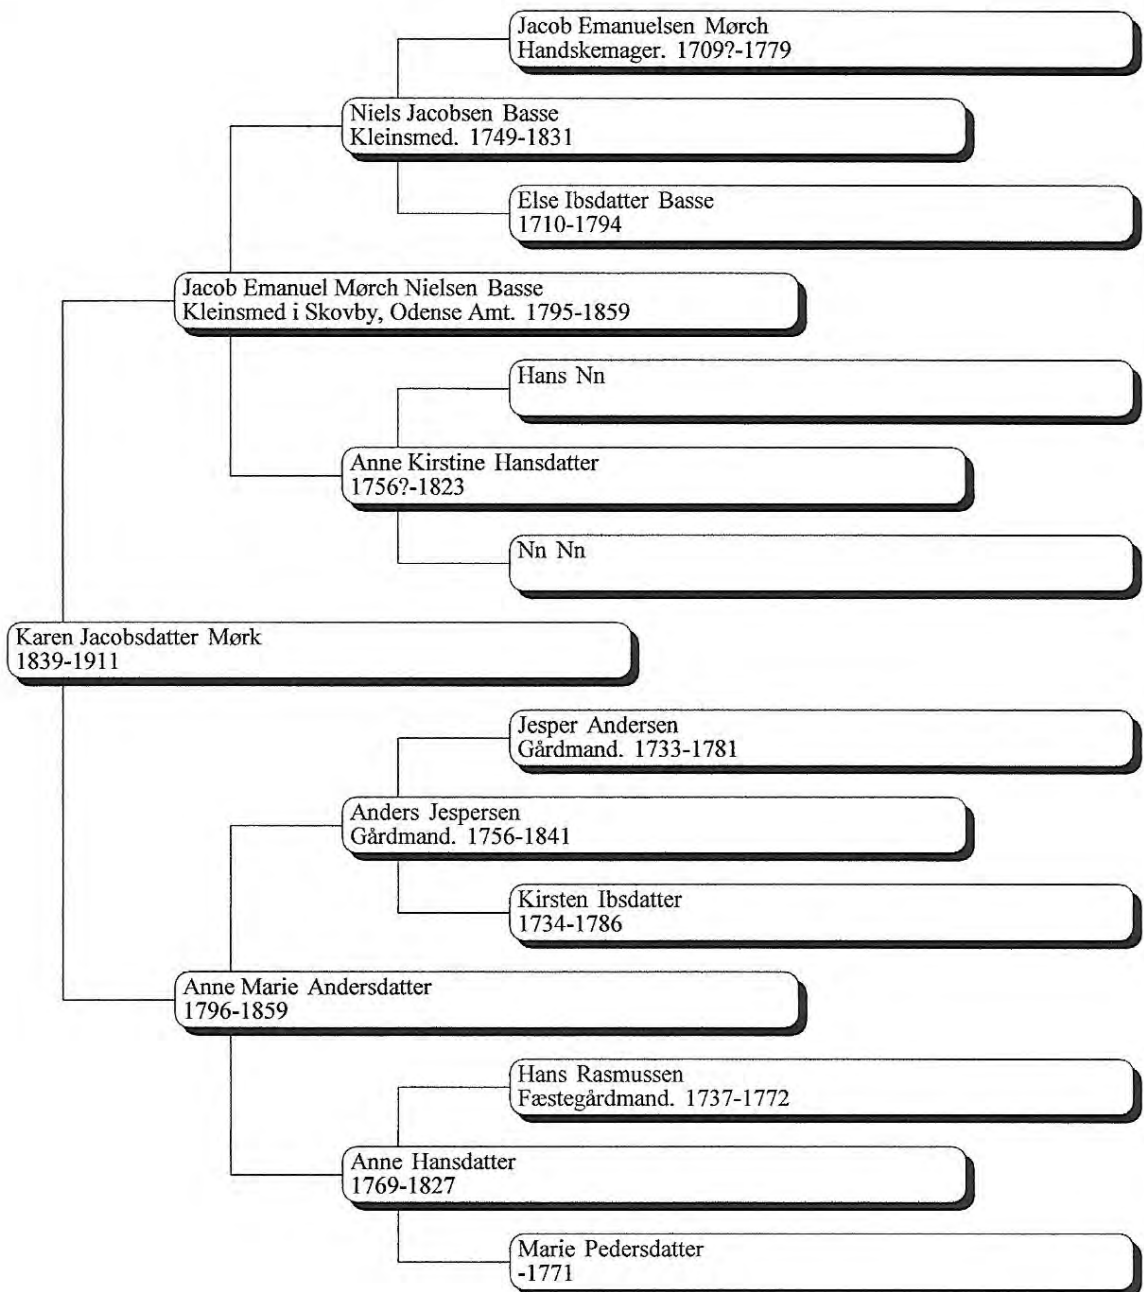 Jacob Emanuelsen Mørch
Handskemager. 1709?-1779
Niels Jacobsen Basse
Kleinsmed. 1749-1831
Else Ibsdatter Basse
1710-1794
Jacob Emanuel Mørch Nielsen Basse
Kleinsmed i Skovby, Odense Amt. 1795-1859
Hans Nn
Anne Kirstine Hansdatter
1756?-1823
Nn Nn
Karen Jacobsdatter Mørk
1839-1911
Jesper Andersen
Gårdmand. 1733-1781
Anders Jespersen
Gårdmand. 1756-1841
Kirsten Ibsdatter
1734-1786
Anne Marie Andersdatter
1796-1859
Hans Rasmussen
Fæstegårdmand. 1737-1772
Anne Hansdatter
1769-1827
Marie Pedersdatter
-1771